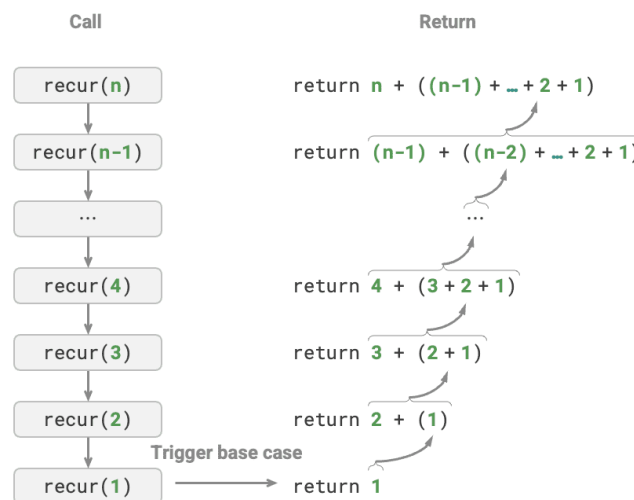 Call Return
recur(n) return n + ((n-1) + … + 2 + 1)
recur(n-1) return (n-1) + ((n-2) + … + 2 + 1)
… …
recur(4) return 4 + (3 + 2 + 1)
recur(3) return 3 + (2 + 1)
recur(2) return 2 + (1)
Trigger base case
recur(1) return 1